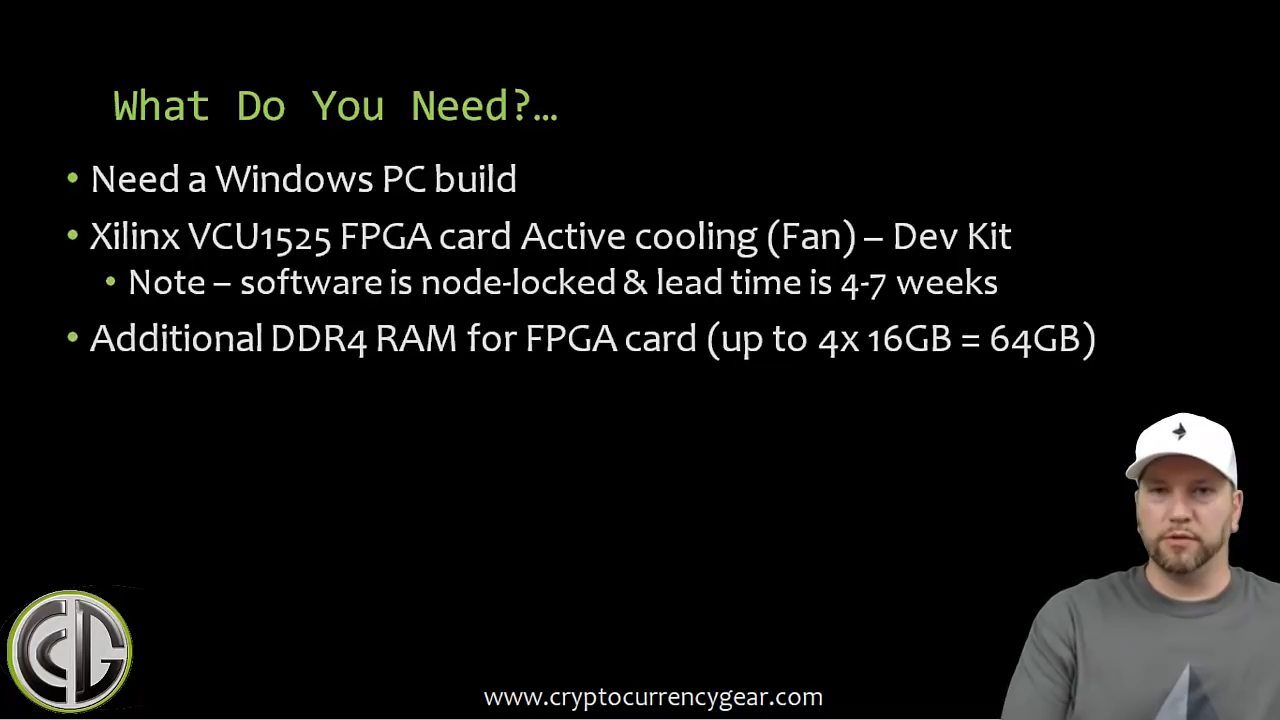 What Do You Need?…
• Need a Windows PC build
• Xilinx VCU1525 FPGA card Active cooling (Fan) – Dev Kit
• Note – software is node-locked & lead time is 4-7 weeks
• Additional DDR4 RAM for FPGA card (up to 4x 16GB = 64GB)
CCG
www.cryptocurrencygear.com